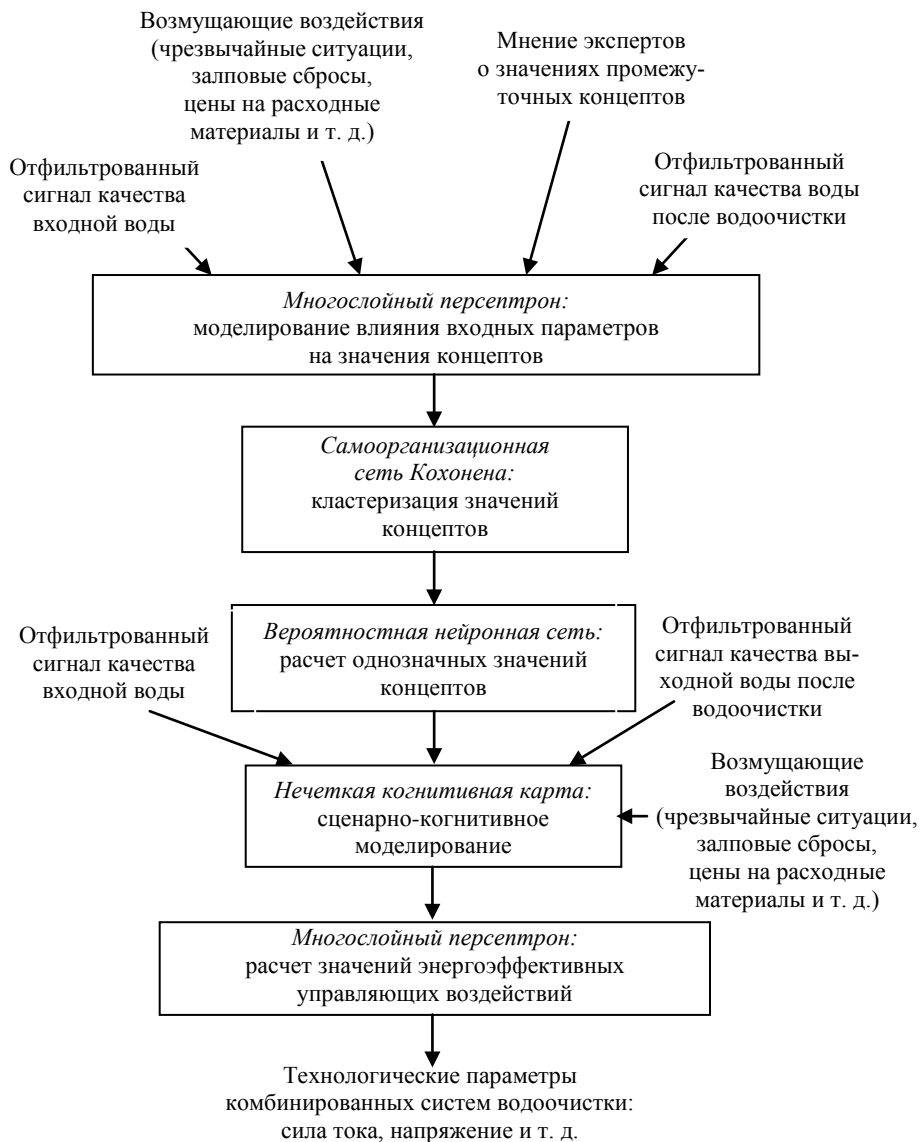 Возмущающие воздействия
(чрезвычайные ситуации,
залповые сбросы,
цены на расходные
материалы и т. д.)
Мнение экспертов
о значениях промежу-
точных концептов
Отфильтрованный
сигнал качества
входной воды
Отфильтрованный
сигнал качества воды
после водоочистки
Многослойный персептрон:
моделирование влияния входных параметров
на значения концептов
Самоорганизационная
сеть Кохонена:
кластеризация значений
концептов
Отфильтрованный
сигнал качества
входной воды
Вероятностная нейронная сеть:
расчет однозначных значений
концептов
Отфильтрованный
сигнал качества вы-
ходной воды после
водоочистки
Нечеткая когнитивная карта:
сценарно-когнитивное
моделирование
Возмущающие
воздействия
(чрезвычайные ситуации,
залповые сбросы,
цены на расходные
материалы и т. д.)
Многослойный персептрон:
расчет значений энергоэффективных
управляющих воздействий
Технологические параметры
комбинированных систем водоочистки:
сила тока, напряжение и т. д.